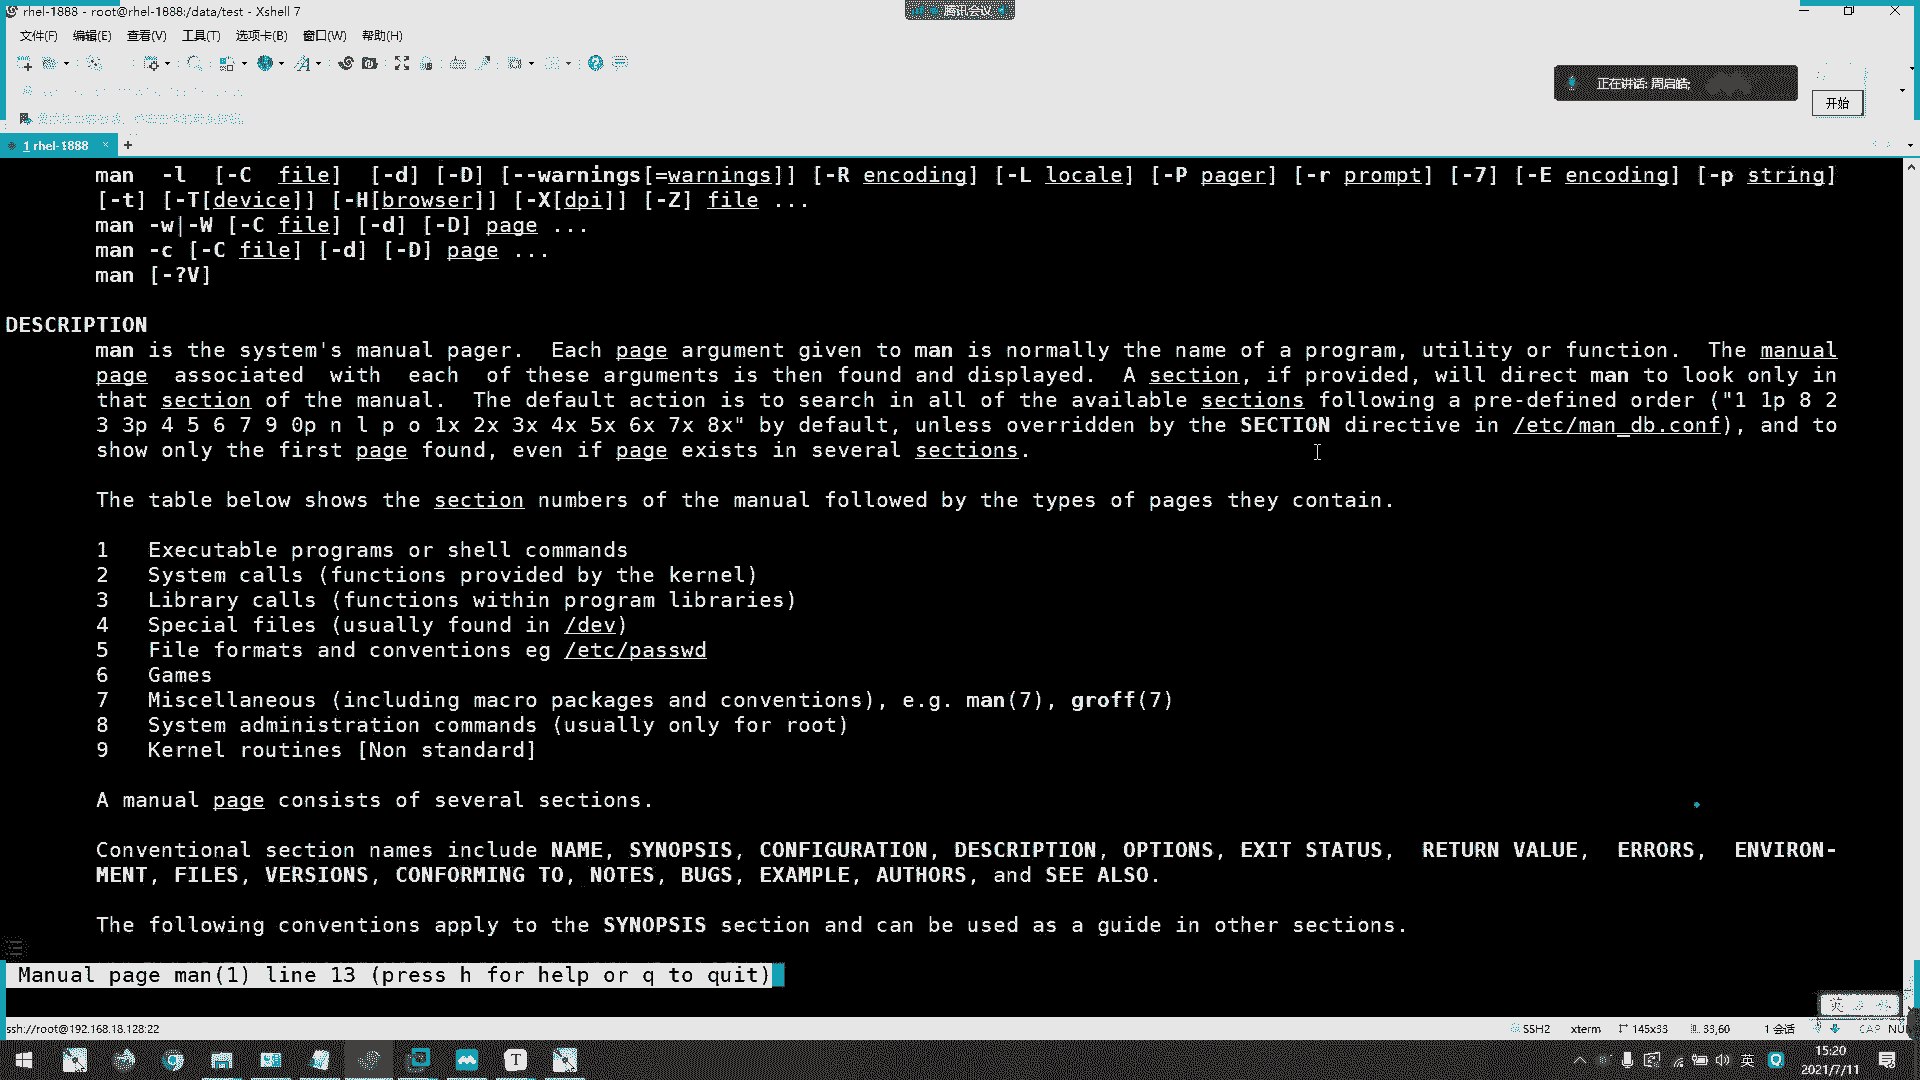 rhel-1888 - root@rhel-1888:/data/test - Xshell 7
腾讯会议
文件(F) 编辑(E) 查看(V) 工具(T) 选项卡(B) 窗口(W) 帮助(H)
正在讲话: 周启皓;
开始
1 rhel-1888 × +
man -l [-C file] [-d] [-D] [--warnings[=warnings]] [-R encoding] [-L locale] [-P pager] [-r prompt] [-7] [-E encoding] [-p string]
[-t] [-T[device]] [-H[browser]] [-X[dpi]] [-Z] file ...
man -w|-W [-C file] [-d] [-D] page ...
man -c [-C file] [-d] [-D] page ...
man [-?V]
DESCRIPTION
man is the system's manual pager. Each page argument given to man is normally the name of a program, utility or function. The manual
page associated with each of these arguments is then found and displayed. A section, if provided, will direct man to look only in
that section of the manual. The default action is to search in all of the available sections following a pre-defined order ("1 1p 8 2
3 3p 4 5 6 7 9 0p n l p o 1x 2x 3x 4x 5x 6x 7x 8x" by default, unless overridden by the SECTION directive in /etc/man_db.conf), and to
show only the first page found, even if page exists in several sections.
The table below shows the section numbers of the manual followed by the types of pages they contain.
1 Executable programs or shell commands
2 System calls (functions provided by the kernel)
3 Library calls (functions within program libraries)
4 Special files (usually found in /dev)
5 File formats and conventions eg /etc/passwd
6 Games
7 Miscellaneous (including macro packages and conventions), e.g. man(7), groff(7)
8 System administration commands (usually only for root)
9 Kernel routines [Non standard]
A manual page consists of several sections.
Conventional section names include NAME, SYNOPSIS, CONFIGURATION, DESCRIPTION, OPTIONS, EXIT STATUS, RETURN VALUE, ERRORS, ENVIRON-
MENT, FILES, VERSIONS, CONFORMING TO, NOTES, BUGS, EXAMPLE, AUTHORS, and SEE ALSO.
The following conventions apply to the SYNOPSIS section and can be used as a guide in other sections.
Manual page man(1) line 13 (press h for help or q to quit)
英
ssh://root@192.168.18.128:22 SSH2 xterm 145x33 33,60 1 会话 CAP NUM
英 15:20
2021/7/11